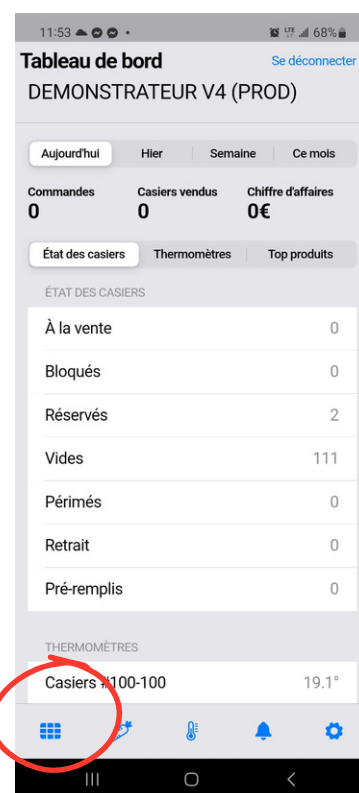 11:53 LTE 68%
Tableau de bord Se déconnecter
DEMONSTRATEUR V4 (PROD)
Aujourd'hui Hier Semaine Ce mois
Commandes Casiers vendus Chiffre d'affaires
0 0 0€
État des casiers Thermomètres Top produits
ÉTAT DES CASIERS
À la vente 0
Bloqués 0
Réservés 2
Vides 111
Périmés 0
Retrait 0
Pré-remplis 0
THERMOMÈTRES
Casiers #100-100 19.1°